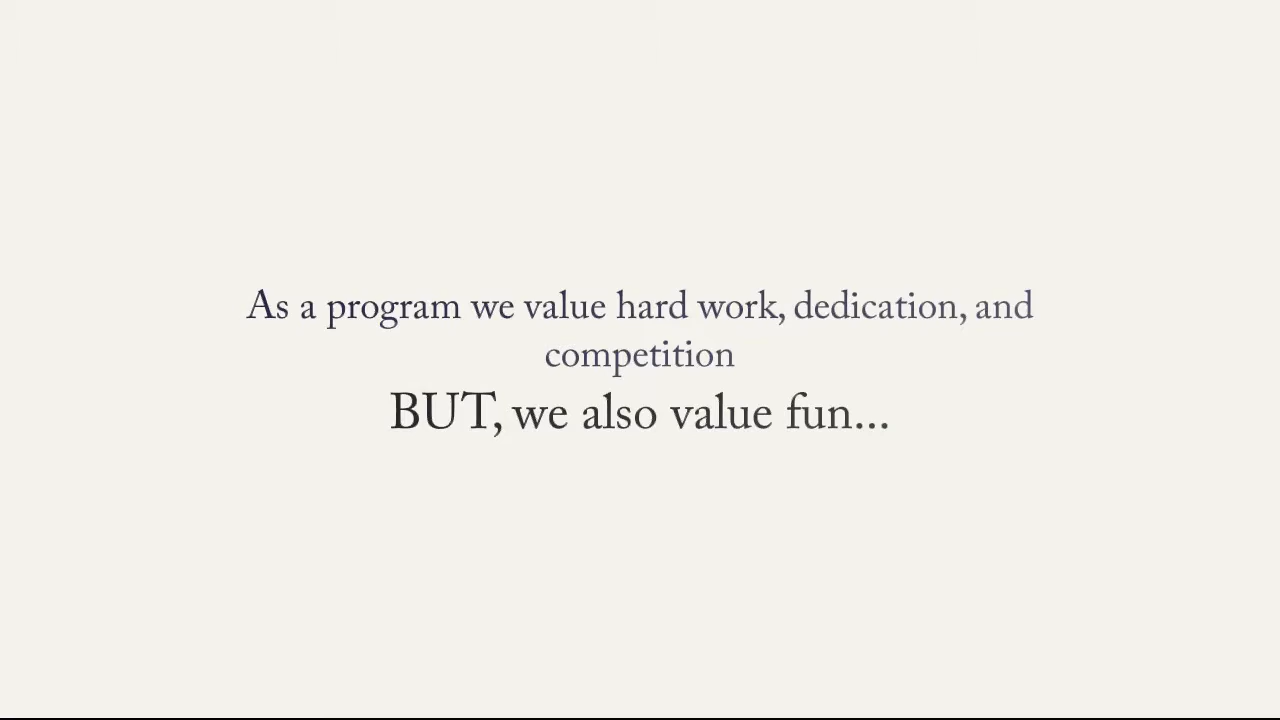 As a program we value hard work, dedication, and
competition
BUT, we also value fun...